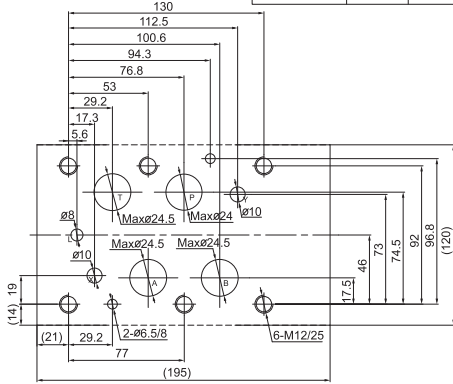 130
112.5
100.6
94.3
76.8
53
29.2
17.3
5.6
T
P
Y
ø8
Maxø24.5
Maxø24
ø10
L
Maxø24.5
Maxø24.5
ø10
X
A
B
19
(14)
17.5
46
73
74.5
92
96.8
(120)
2-ø6.5/8
6-M12/25
(21)
29.2
77
(195)